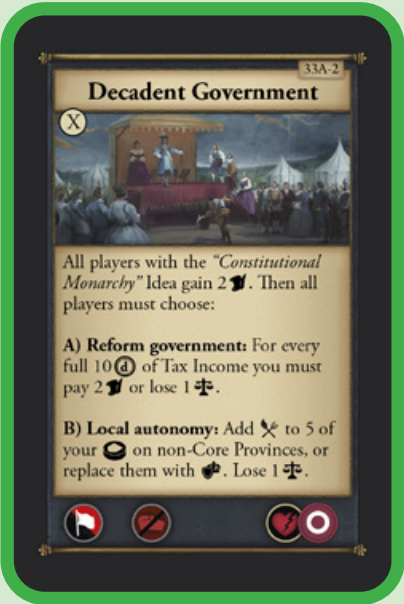 33A-2
Decadent Government
X
All players with the "Constitutional
Monarchy" Idea gain 2 . Then all
players must choose:
A) Reform government: For every
full 10 d of Tax Income you must
pay 2 or lose 1 .
B) Local autonomy: Add to 5 of
your on non-Core Provinces, or
replace them with . Lose 1 .